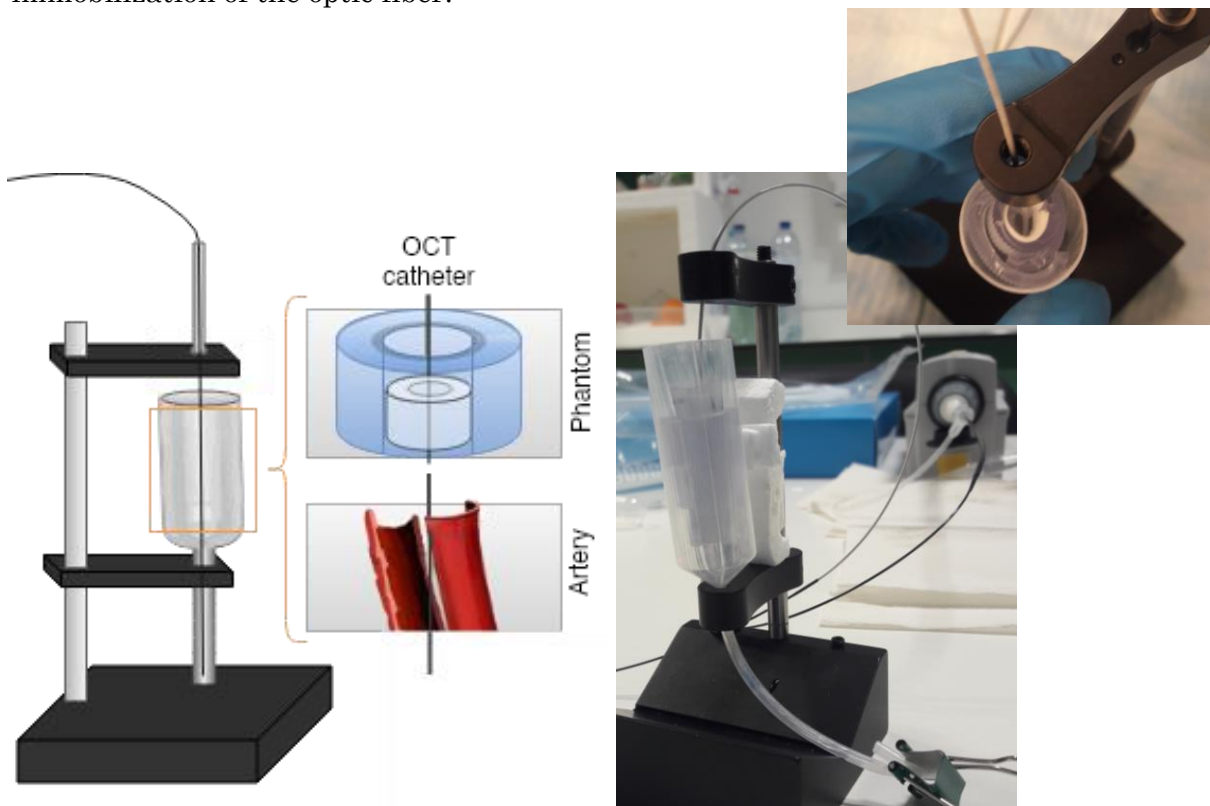 immobilization of the optic fiber.
OCT
catheter
Phantom
Artery